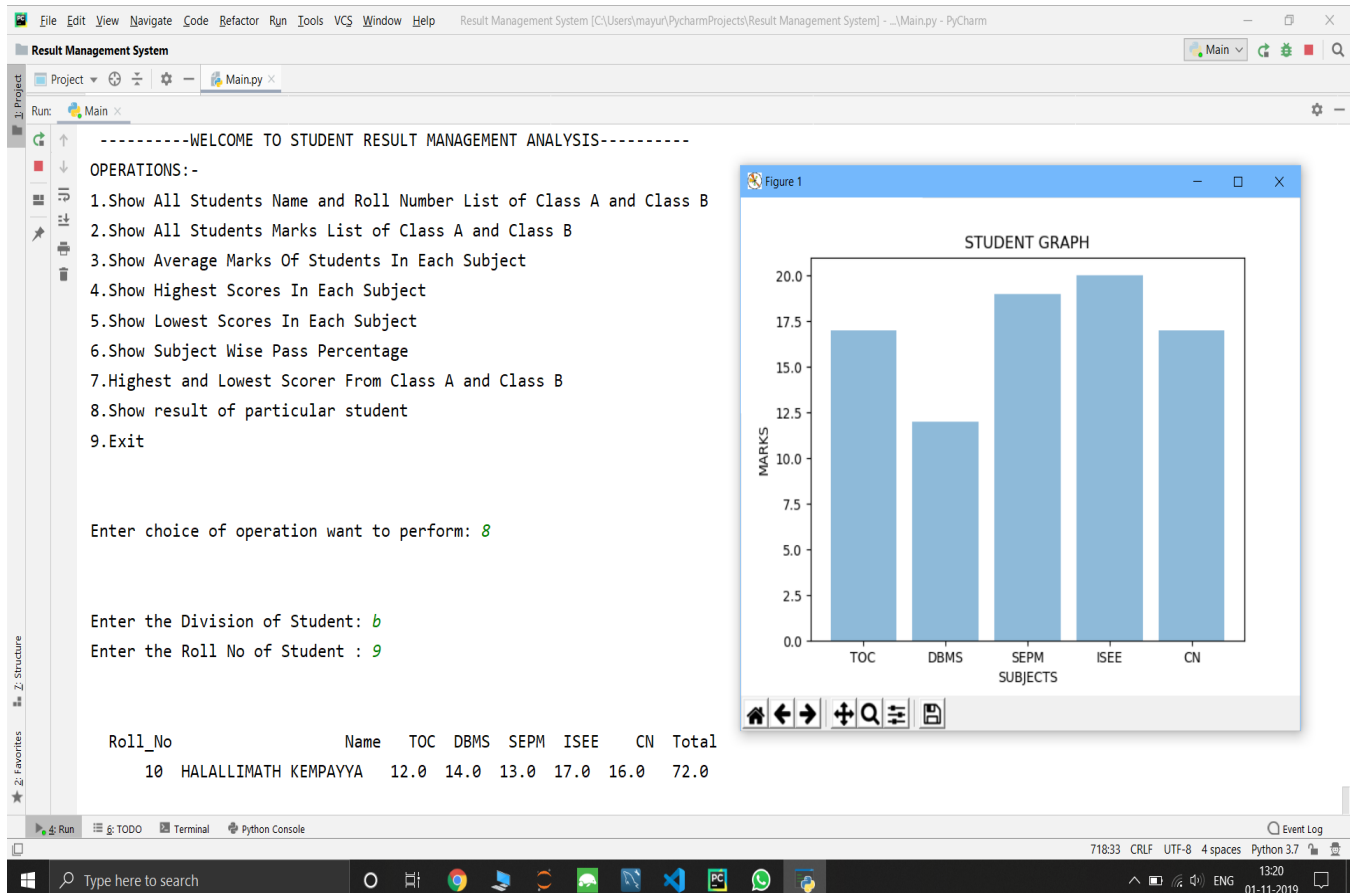 File Edit View Navigate Code Refactor Run Tools VCS Window Help Result Management System [C:\Users\mayur\PycharmProjects\Result Management System] - ...\Main.py - PyCharm
Result Management System
Main
1: Project
Project
Main.py
Run: Main
----------WELCOME TO STUDENT RESULT MANAGEMENT ANALYSIS----------
OPERATIONS:-
1.Show All Students Name and Roll Number List of Class A and Class B
2.Show All Students Marks List of Class A and Class B
3.Show Average Marks Of Students In Each Subject
4.Show Highest Scores In Each Subject
5.Show Lowest Scores In Each Subject
6.Show Subject Wise Pass Percentage
7.Highest and Lowest Scorer From Class A and Class B
8.Show result of particular student
9.Exit
Enter choice of operation want to perform: 8
Enter the Division of Student: b
Enter the Roll No of Student : 9
Roll_No Name TOC DBMS SEPM ISEE CN Total
10 HALALLIMATH KEMPAYYA 12.0 14.0 13.0 17.0 16.0 72.0
Figure 1
STUDENT GRAPH
MARKS
20.0
17.5
15.0
12.5
10.0
7.5
5.0
2.5
0.0
TOC DBMS SEPM ISEE CN
SUBJECTS
Z: Structure
2: Favorites
4: Run 6: TODO Terminal Python Console Event Log
718:33 CRLF UTF-8 4 spaces Python 3.7
Type here to search
PC
ENG
13:20
01-11-2019